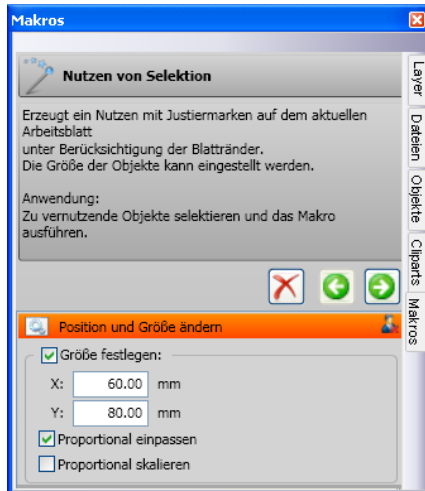 Makros
Nutzen von Selektion
Erzeugt ein Nutzen mit Justiermarken auf dem aktuellen
Arbeitsblatt
unter Berücksichtigung der Blattränder.
Die Größe der Objekte kann eingestellt werden.
Anwendung:
Zu vernutzende Objekte selektieren und das Makro
ausführen.
Position und Größe ändern
Größe festlegen:
X: 60.00 mm
Y: 80.00 mm
Proportional einpassen
Proportional skalieren
Layer
Dateien
Objekte
Cliparts
Makros